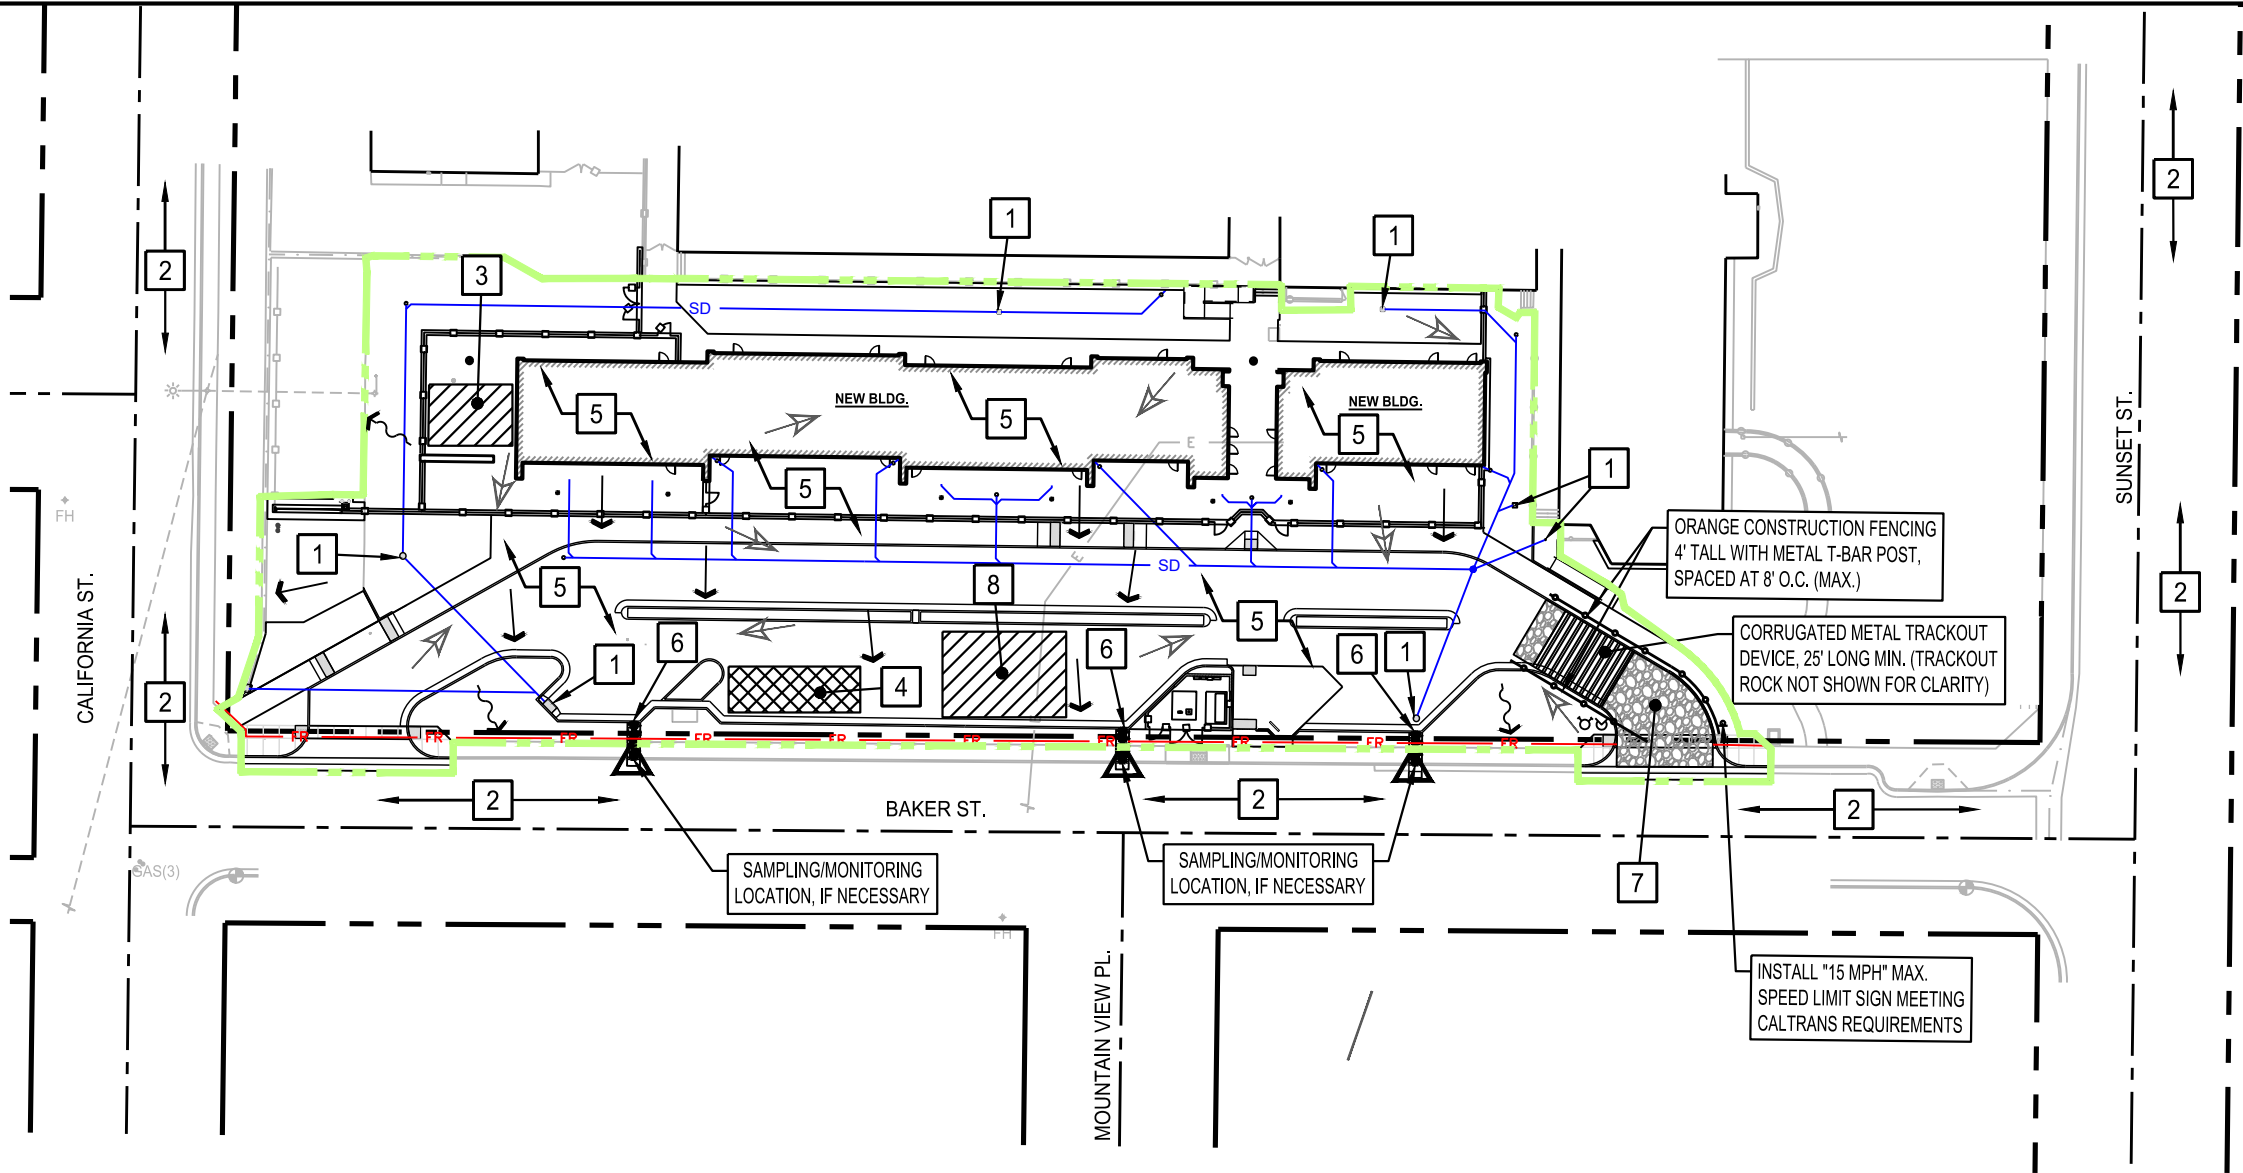 2
2
3
1
1
SD
NEW BLDG.
NEW BLDG.
5
5
5
5
E
E
1
1
SUNSET ST.
FH
CALIFORNIA ST.
SD
5
8
5
2
2
2
6
1
4
6
6
1
ORANGE CONSTRUCTION FENCING
4' TALL WITH METAL T-BAR POST,
SPACED AT 8' O.C. (MAX.)
CORRUGATED METAL TRACKOUT
DEVICE, 25' LONG MIN. (TRACKOUT
ROCK NOT SHOWN FOR CLARITY)
FR
FR
FR
FR
FR
FR
FR
FR
FR
FR
2
2
2
BAKER ST.
GAS(3)
SAMPLING/MONITORING
LOCATION, IF NECESSARY
SAMPLING/MONITORING
LOCATION, IF NECESSARY
7
FH
MOUNTAIN VIEW PL.
INSTALL "15 MPH" MAX.
SPEED LIMIT SIGN MEETING
CALTRANS REQUIREMENTS